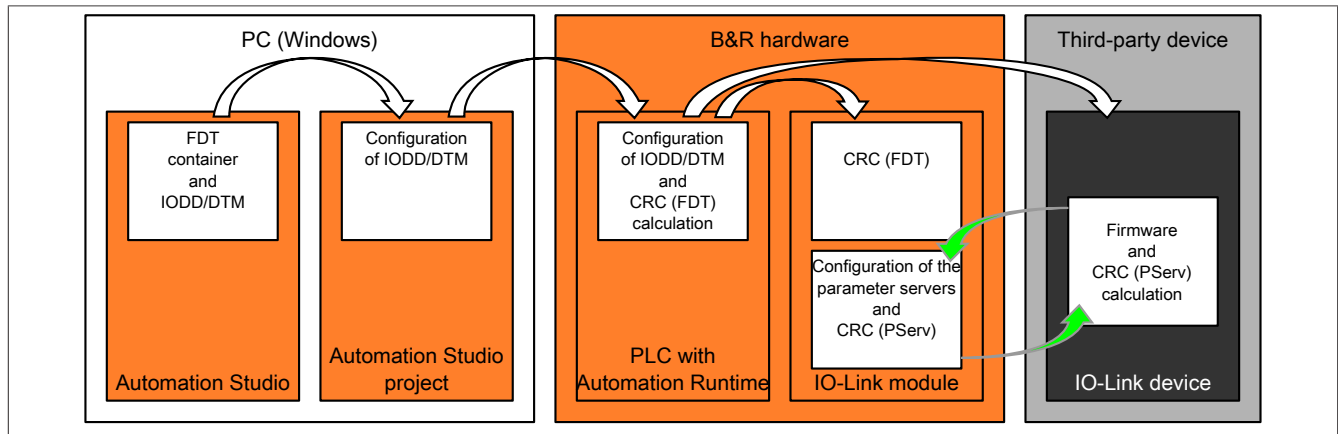 PC (Windows)
B&R hardware
Third-party device
FDT
container
and
IODD/DTM
Automation Studio
Configuration
of IODD/DTM
Automation Studio
project
Configuration
of IODD/DTM
and
CRC (FDT)
calculation
PLC with
Automation Runtime
CRC (FDT)
Configuration of the
parameter servers
and
CRC (PServ)
IO-Link module
Firmware
and
CRC (PServ)
calculation
IO-Link device